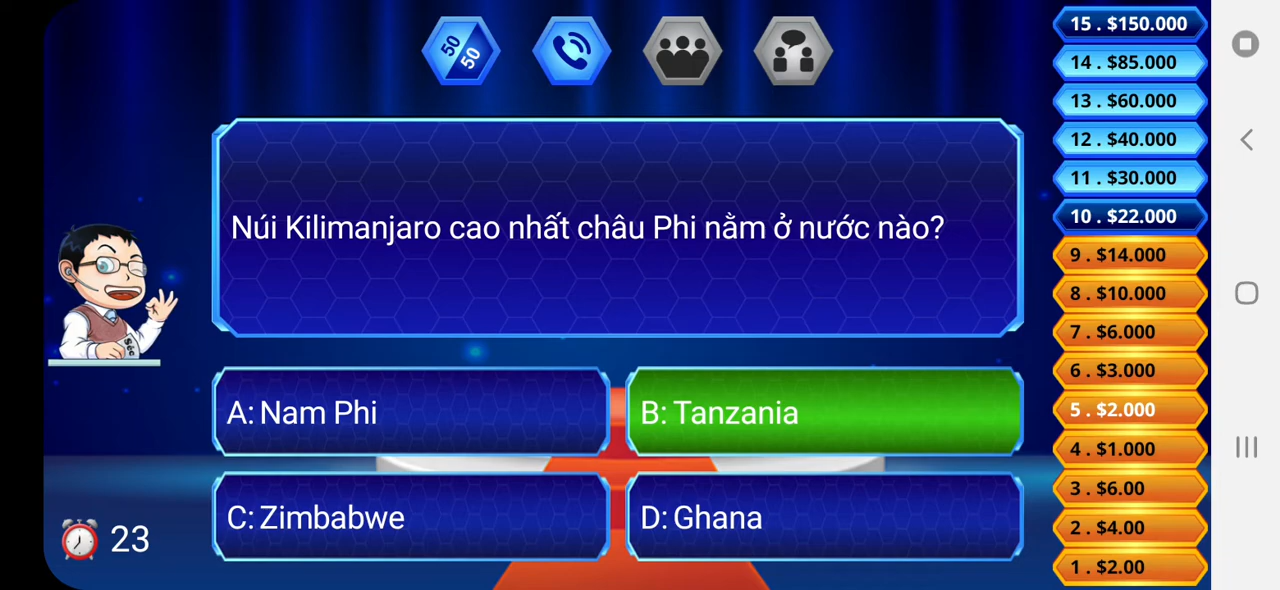 50
50
Núi Kilimanjaro cao nhất châu Phi nằm ở nước nào?
A: Nam Phi
B: Tanzania
C: Zimbabwe
D: Ghana
23
15 . $150.000
14 . $85.000
13 . $60.000
12 . $40.000
11 . $30.000
10 . $22.000
9 . $14.000
8 . $10.000
7 . $6.000
6 . $3.000
5 . $2.000
4 . $1.000
3 . $6.00
2 . $4.00
1 . $2.00